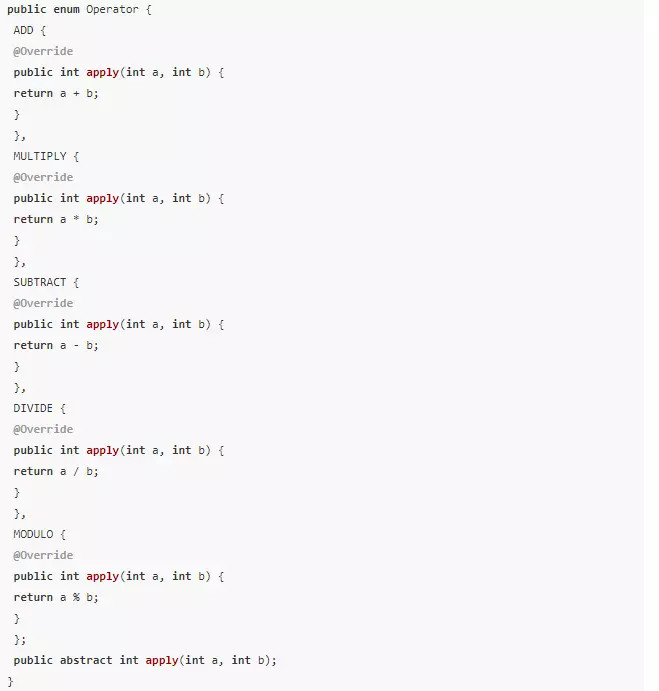 public enum Operator {
ADD {
@Override
public int apply(int a, int b) {
return a + b;
}
},
MULTIPLY {
@Override
public int apply(int a, int b) {
return a * b;
}
},
SUBTRACT {
@Override
public int apply(int a, int b) {
return a - b;
}
},
DIVIDE {
@Override
public int apply(int a, int b) {
return a / b;
}
},
MODULO {
@Override
public int apply(int a, int b) {
return a % b;
}
};
public abstract int apply(int a, int b);
}